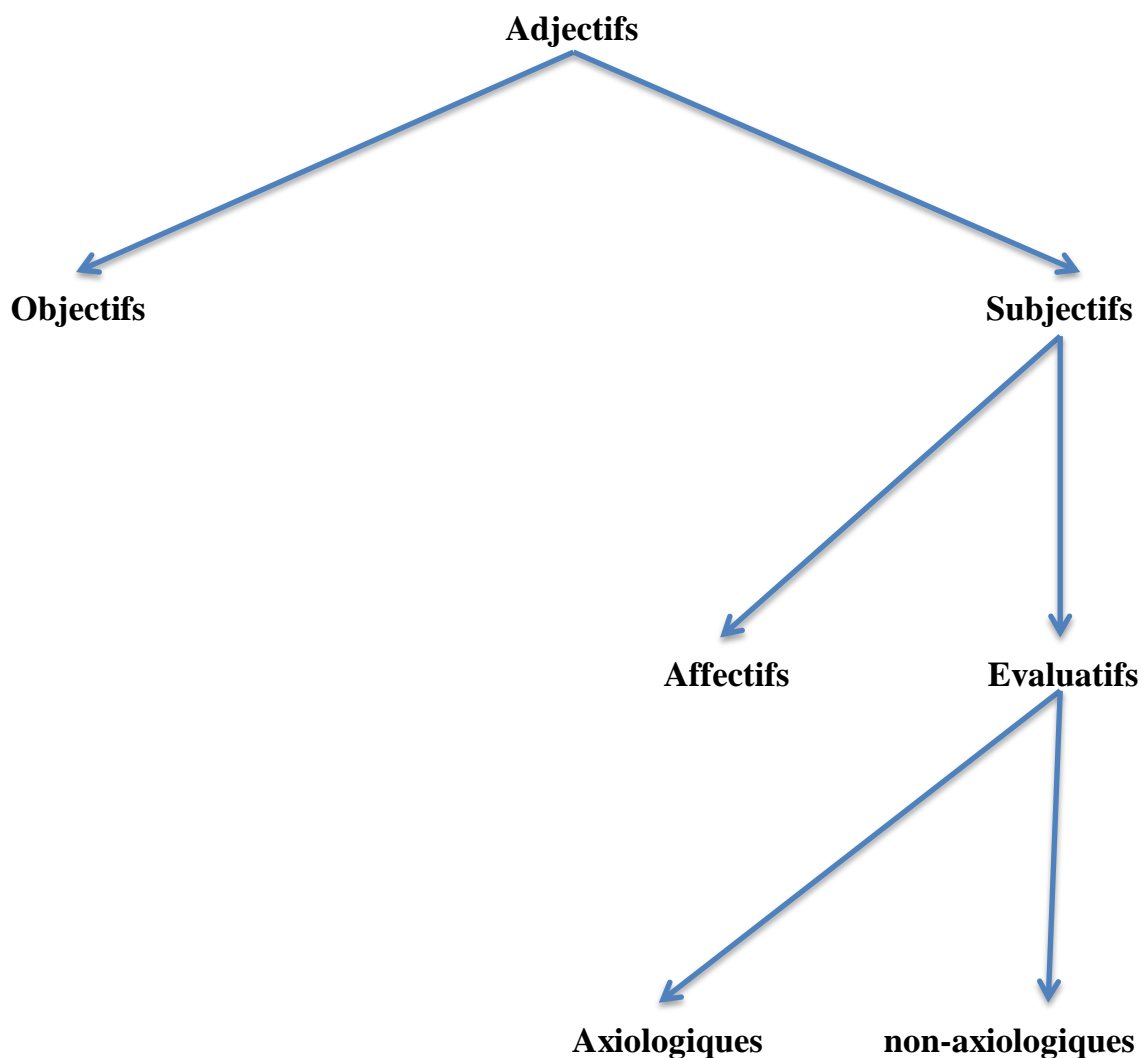 Adjectifs
Objectifs Subjectifs
Affectifs Evaluatifs
Axiologiques non-axiologiques